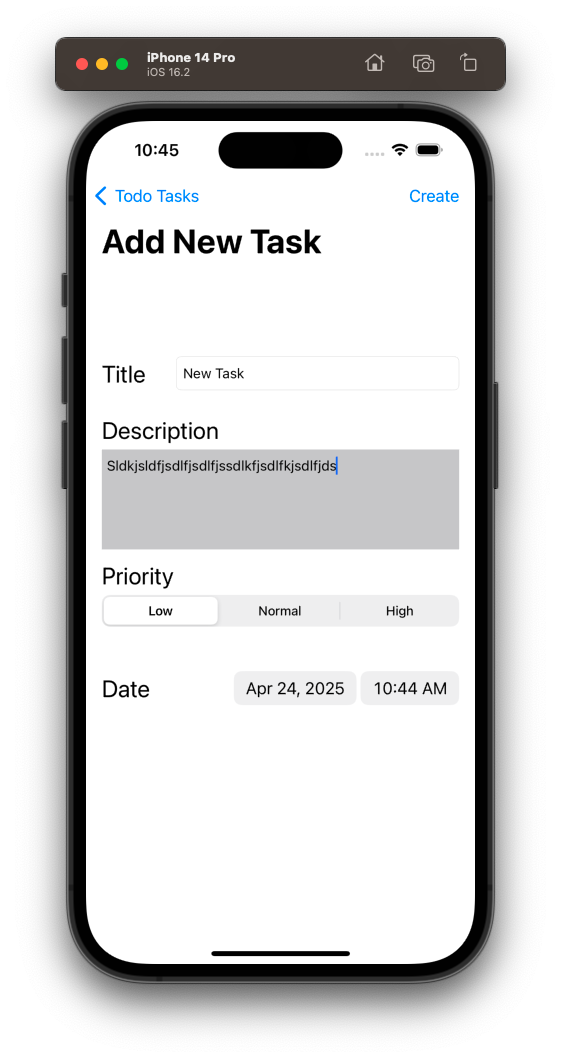 iPhone 14 Pro
iOS 16.2
10:45
Todo Tasks Create
Add New Task
Title New Task
Description
Sldkjsldfjsdlfjsdlfjssdlkfjsdlfkjsdlfjds
Priority
Low Normal High
Date Apr 24, 2025 10:44 AM